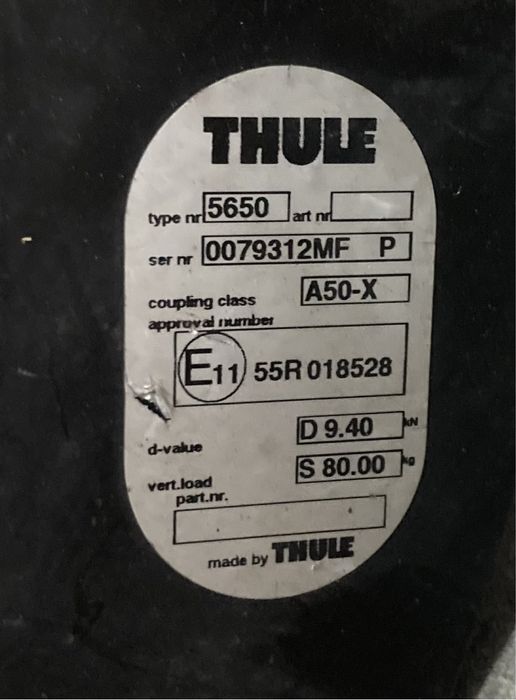 THULE
type nr 5650 art nr
ser nr 0079312MF P
coupling class A50-X
approval number
E11 55R 018528
d-value D 9.40 kN
vert.load S 80.00 kg
part.nr.
made by THULE